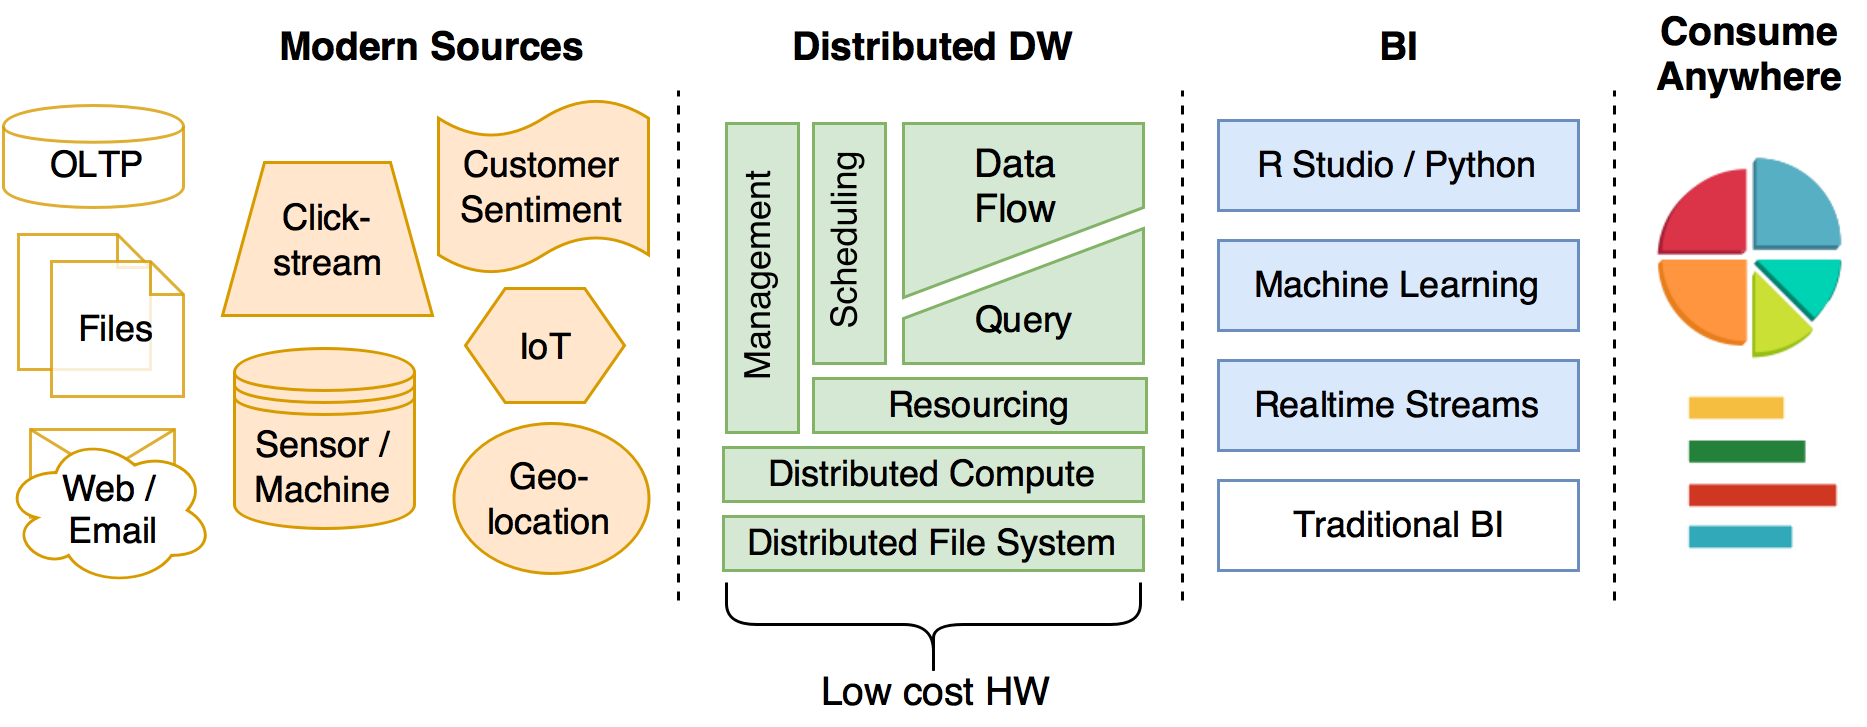 Modern Sources
OLTP
Files
Web /
Email
Click-
stream
Sensor /
Machine
Customer
Sentiment
IoT
Geo-
location
Distributed DW
Management
Scheduling
Data
Flow
Query
Resourcing
Distributed Compute
Distributed File System
Low cost HW
BI
R Studio / Python
Machine Learning
Realtime Streams
Traditional BI
Consume
Anywhere